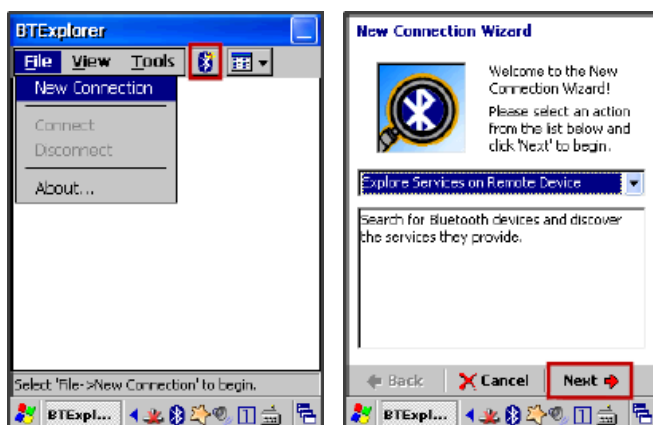 BTExplorer
File View Tools
New Connection
Connect
Disconnect
About...
Select 'File->New Connection' to begin.
BTExpl...
New Connection Wizard
Welcome to the New
Connection Wizard!
Please select an action
from the list below and
click 'Next' to begin.
Explore Services on Remote Device
Search for Bluetooth devices and discover
the services they provide.
Back Cancel Next
BTExpl...